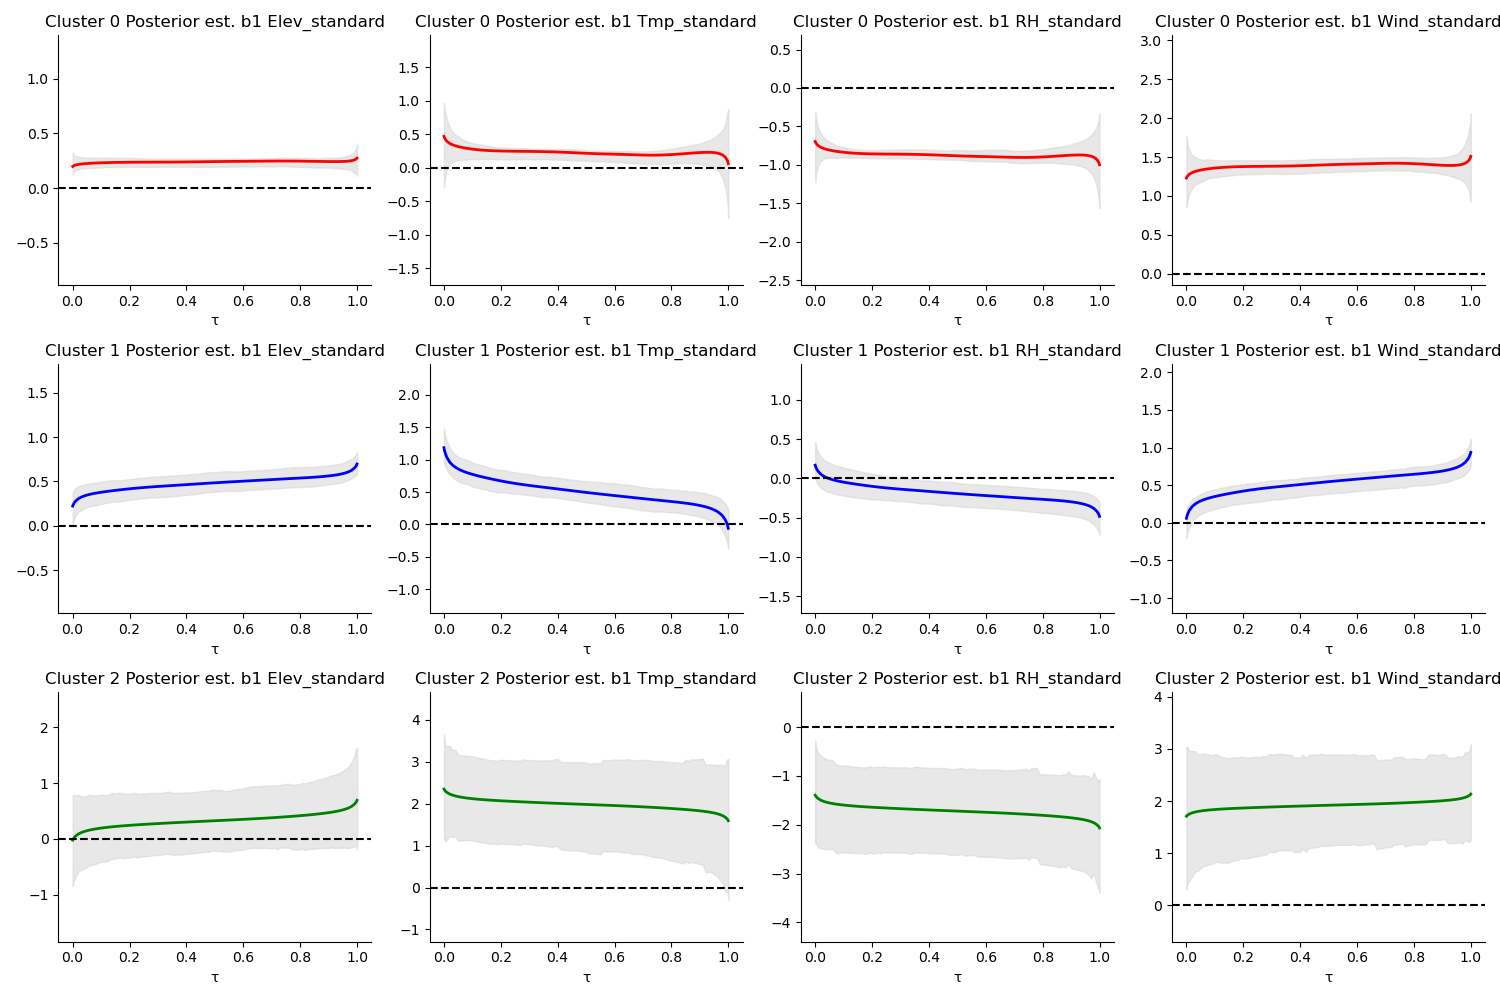 Cluster 0 Posterior est. b1 Elev_standard
1.0
0.5
0.0
−0.5
0.0 0.2 0.4 0.6 0.8 1.0
τ
Cluster 0 Posterior est. b1 Tmp_standard
1.5
1.0
0.5
0.0
−0.5
−1.0
−1.5
0.0 0.2 0.4 0.6 0.8 1.0
τ
Cluster 0 Posterior est. b1 RH_standard
0.5
0.0
−0.5
−1.0
−1.5
−2.0
−2.5
0.0 0.2 0.4 0.6 0.8 1.0
τ
Cluster 0 Posterior est. b1 Wind_standard
3.0
2.5
2.0
1.5
1.0
0.5
0.0
0.0 0.2 0.4 0.6 0.8 1.0
τ
Cluster 1 Posterior est. b1 Elev_standard
1.5
1.0
0.5
0.0
−0.5
0.0 0.2 0.4 0.6 0.8 1.0
τ
Cluster 1 Posterior est. b1 Tmp_standard
2.0
1.5
1.0
0.5
0.0
−0.5
−1.0
0.0 0.2 0.4 0.6 0.8 1.0
τ
Cluster 1 Posterior est. b1 RH_standard
1.0
0.5
0.0
−0.5
−1.0
−1.5
0.0 0.2 0.4 0.6 0.8 1.0
τ
Cluster 1 Posterior est. b1 Wind_standard
2.0
1.5
1.0
0.5
0.0
−0.5
−1.0
0.0 0.2 0.4 0.6 0.8 1.0
τ
Cluster 2 Posterior est. b1 Elev_standard
2
1
0
−1
0.0 0.2 0.4 0.6 0.8 1.0
τ
Cluster 2 Posterior est. b1 Tmp_standard
4
3
2
1
0
−1
0.0 0.2 0.4 0.6 0.8 1.0
τ
Cluster 2 Posterior est. b1 RH_standard
0
−1
−2
−3
−4
0.0 0.2 0.4 0.6 0.8 1.0
τ
Cluster 2 Posterior est. b1 Wind_standard
4
3
2
1
0
0.0 0.2 0.4 0.6 0.8 1.0
τ